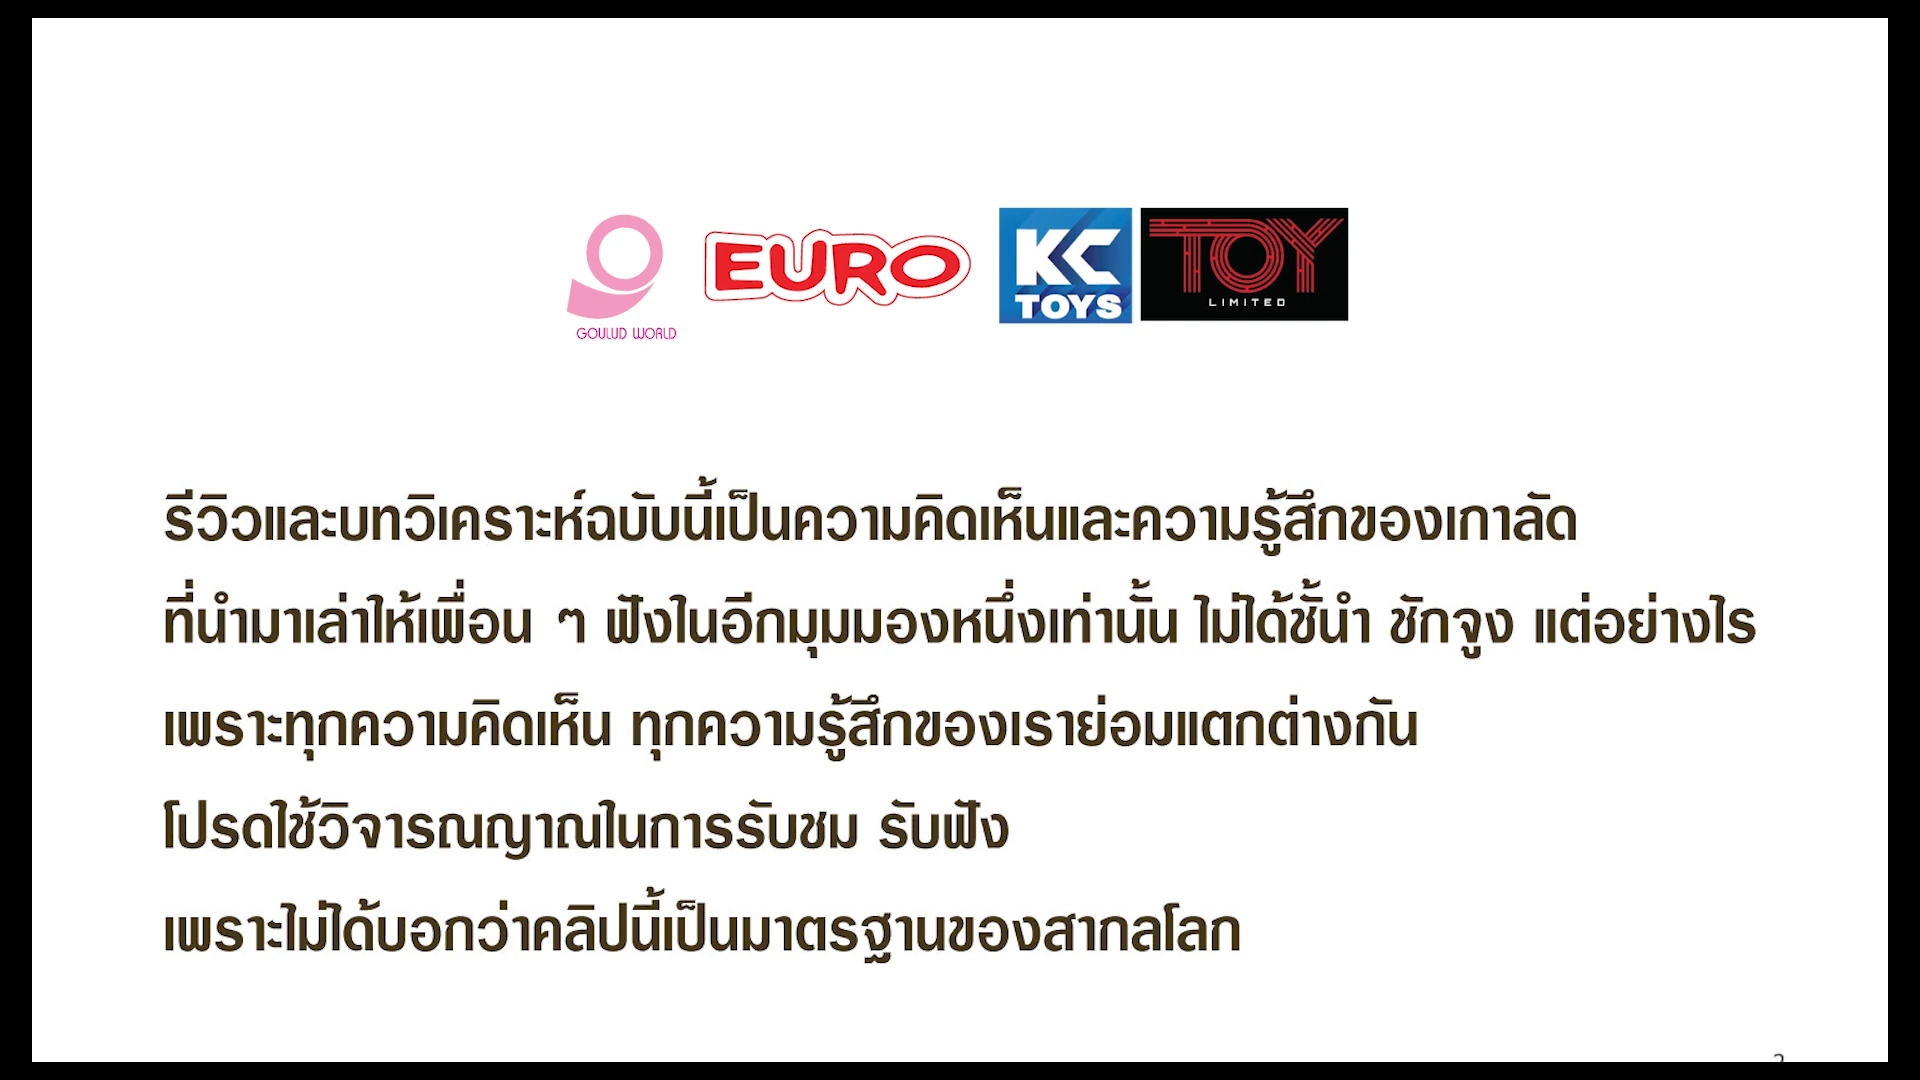 GOULUD WORLD
EURO
KC TOYS
TOY LIMITED
รีวิวและบทวิเคราะห์ฉบับนี้เป็นความคิดเห็นและความรู้สึกของเกาลัด
ที่นำมาเล่าให้เพื่อน ๆ ฟังในอีกมุมมองหนึ่งเท่านั้น ไม่ได้ชั้นำ ชักจูง แต่อย่างไร
เพราะทุกความคิดเห็น ทุกความรู้สึกของเราย่อมแตกต่างกัน
โปรดใช้วิจารณญาณในการรับชม รับฟัง
เพราะไม่ได้บอกว่าคลิปนี้เป็นมาตรฐานของสากลโลก